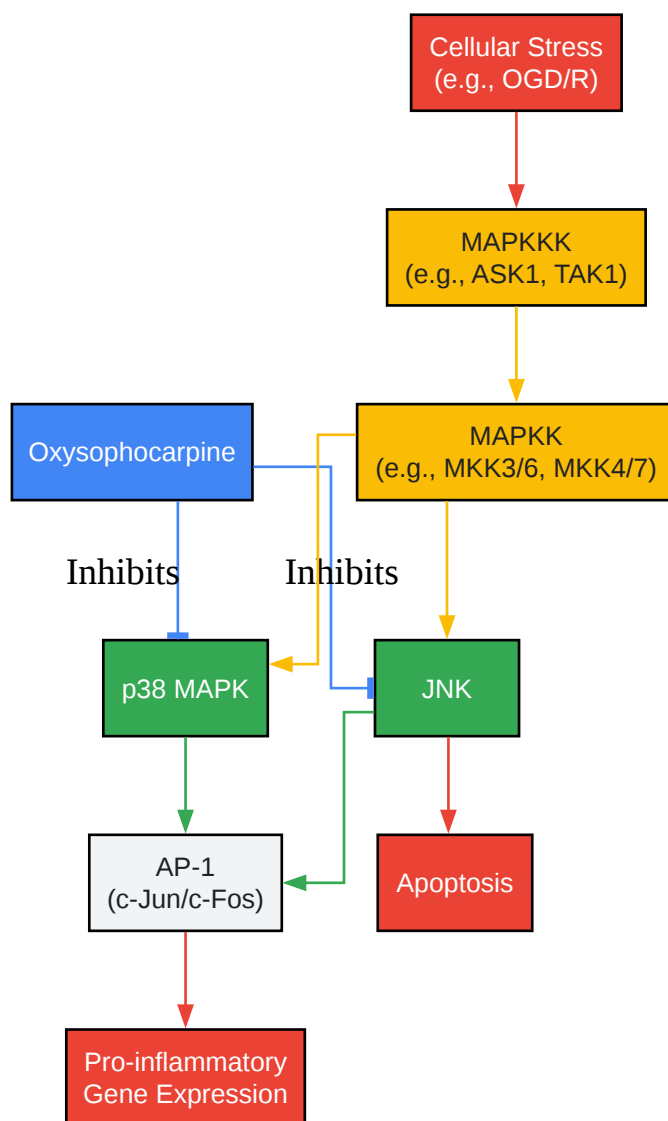 Cellular Stress
(e.g., OGD/R)
MAPKKK
(e.g., ASK1, TAK1)
Oxysophocarpine
MAPKK
(e.g., MKK3/6, MKK4/7)
Inhibits
Inhibits
p38 MAPK
JNK
AP-1
(c-Jun/c-Fos)
Apoptosis
Pro-inflammatory
Gene Expression